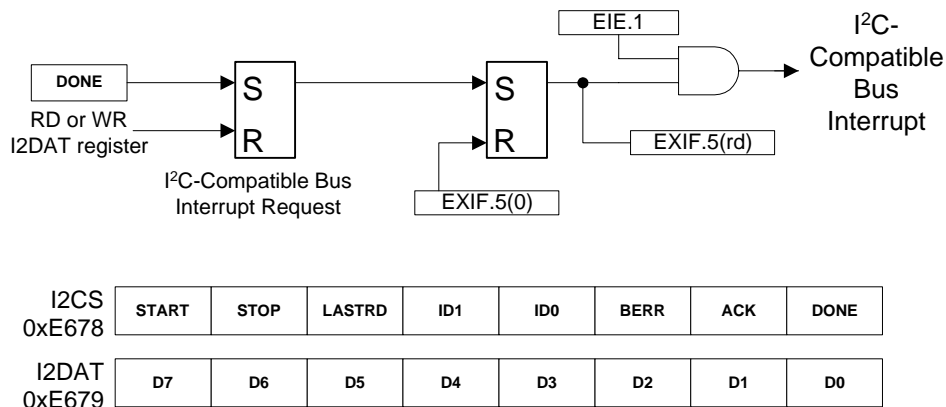 EIE.1
I²C-
Compatible
Bus
Interrupt
DONE
S
R
S
R
RD or WR
I2DAT register
EXIF.5(rd)
I²C-Compatible Bus
Interrupt Request
EXIF.5(0)
I2CS
0xE678
START STOP LASTRD ID1 ID0 BERR ACK DONE
I2DAT
0xE679
D7 D6 D5 D4 D3 D2 D1 D0